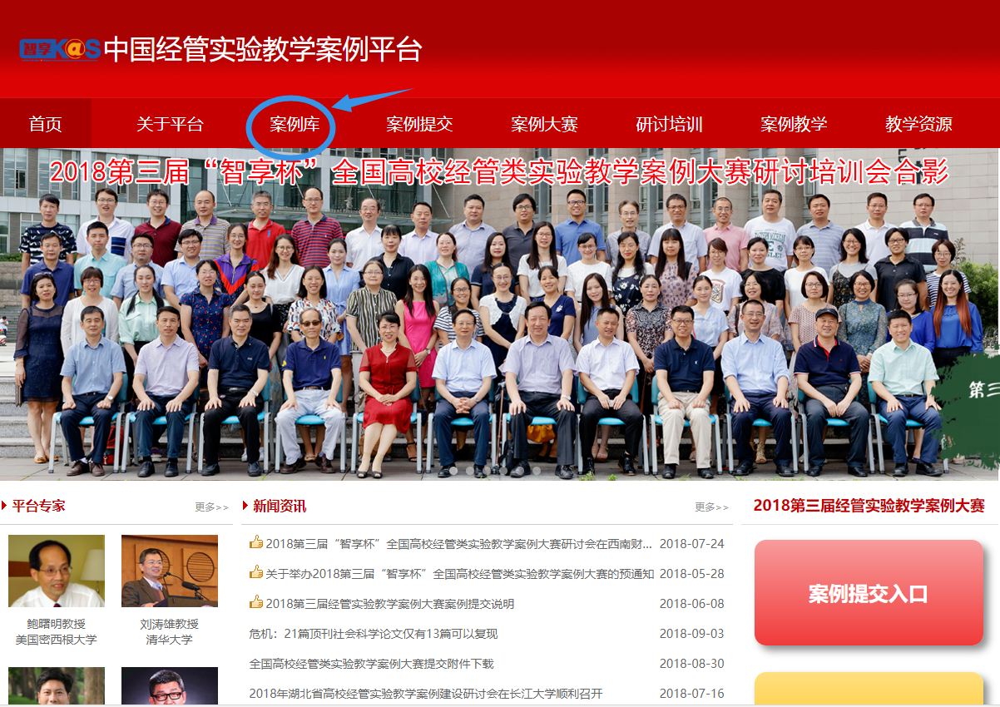 智享K@S 中国经管实验教学案例平台
首页 关于平台 案例库 案例提交 案例大赛 研讨培训 案例教学 教学资源
2018第三届“智享杯”全国高校经管类实验教学案例大赛研讨培训会合影
第三
平台专家 更多>>
鲍曙明教授
美国密西根大学
刘涛雄教授
清华大学
新闻资讯 更多>>
2018第三届“智享杯”全国高校经管类实验教学案例大赛研讨会在西南财... 2018-07-24
关于举办2018第三届“智享杯”全国高校经管类实验教学案例大赛的预通知 2018-05-28
2018第三届经管实验教学案例大赛案例提交说明 2018-06-08
危机：21篇顶刊社会科学论文仅有13篇可以复现 2018-09-03
全国高校经管类实验教学案例大赛提交附件下载 2018-08-30
2018年湖北省高校经管实验教学案例建设研讨会在长江大学顺利召开 2018-07-16
2018第三届经管实验教学案例大赛
案例提交入口